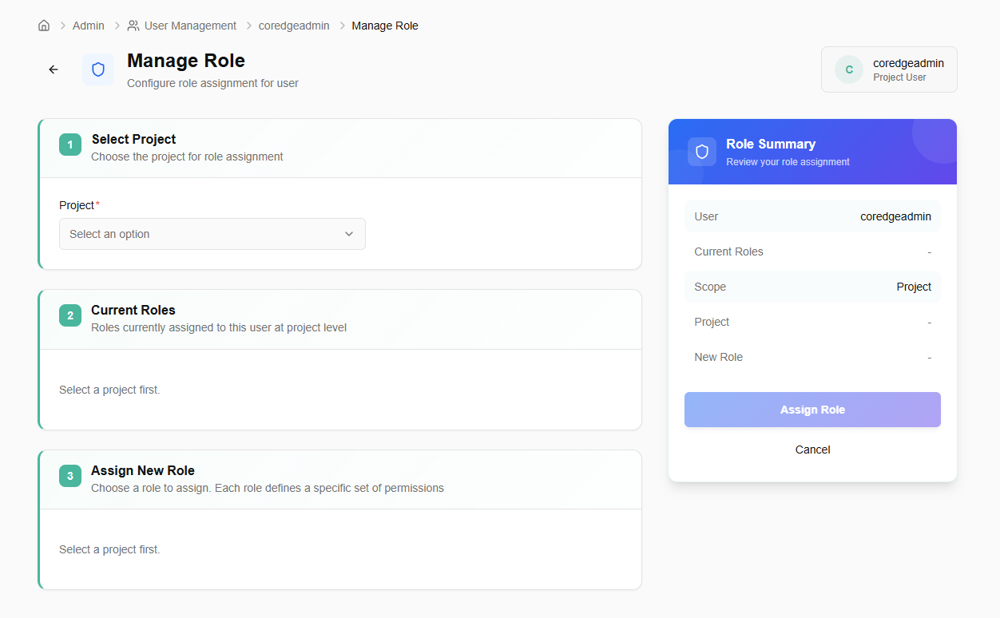 Admin User Management coredgeadmin Manage Role
Manage Role
Configure role assignment for user
C
coredgeadmin
Project User
1
Select Project
Choose the project for role assignment
Project*
Select an option
2
Current Roles
Roles currently assigned to this user at project level
Select a project first.
3
Assign New Role
Choose a role to assign. Each role defines a specific set of permissions
Select a project first.
Role Summary
Review your role assignment
User coredgeadmin
Current Roles -
Scope Project
Project -
New Role -
Assign Role
Cancel